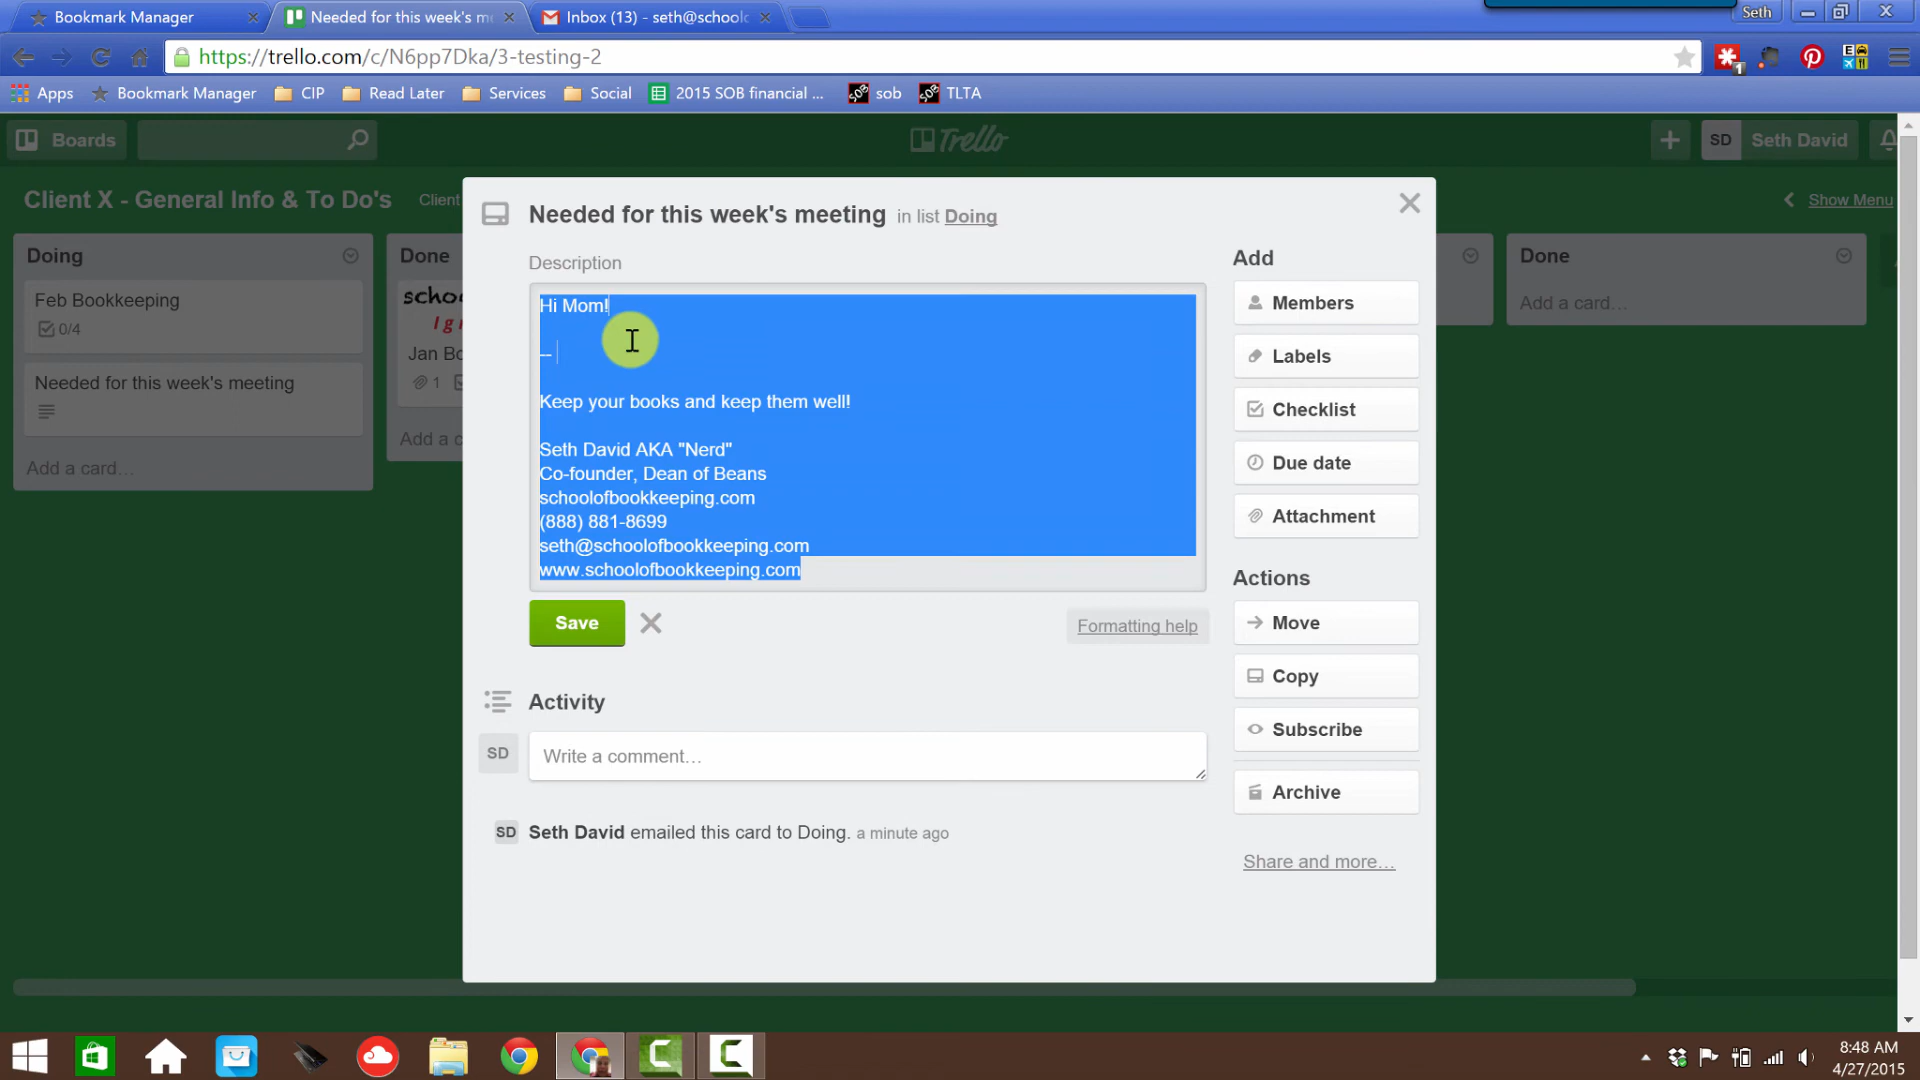 Bookmark Manager
Needed for this week's m
Inbox (13) - seth@schoolo
Seth
https://trello.com/c/N6pp7Dka/3-testing-2
Apps
Bookmark Manager
CIP
Read Later
Services
Social
2015 SOB financial ...
sob
TLTA
Boards
Trello
SD
Seth David
Client X - General Info & To Do's
Client
Show Menu
Doing
Feb Bookkeeping
0/4
Needed for this week's meeting
Add a card...
Done
scho
I g
Jan Bo
1
Add a c
Needed for this week's meeting in list Doing
Description
Hi Mom!
--
Keep your books and keep them well!
Seth David AKA "Nerd"
Co-founder, Dean of Beans
schoolofbookkeeping.com
(888) 881-8699
seth@schoolofbookkeeping.com
www.schoolofbookkeeping.com
Save
Formatting help
Activity
SD
Write a comment…
SD
Seth David emailed this card to Doing. a minute ago
Add
Members
Labels
Checklist
Due date
Attachment
Actions
Move
Copy
Subscribe
Archive
Share and more…
Done
Add a card…
8:48 AM
4/27/2015